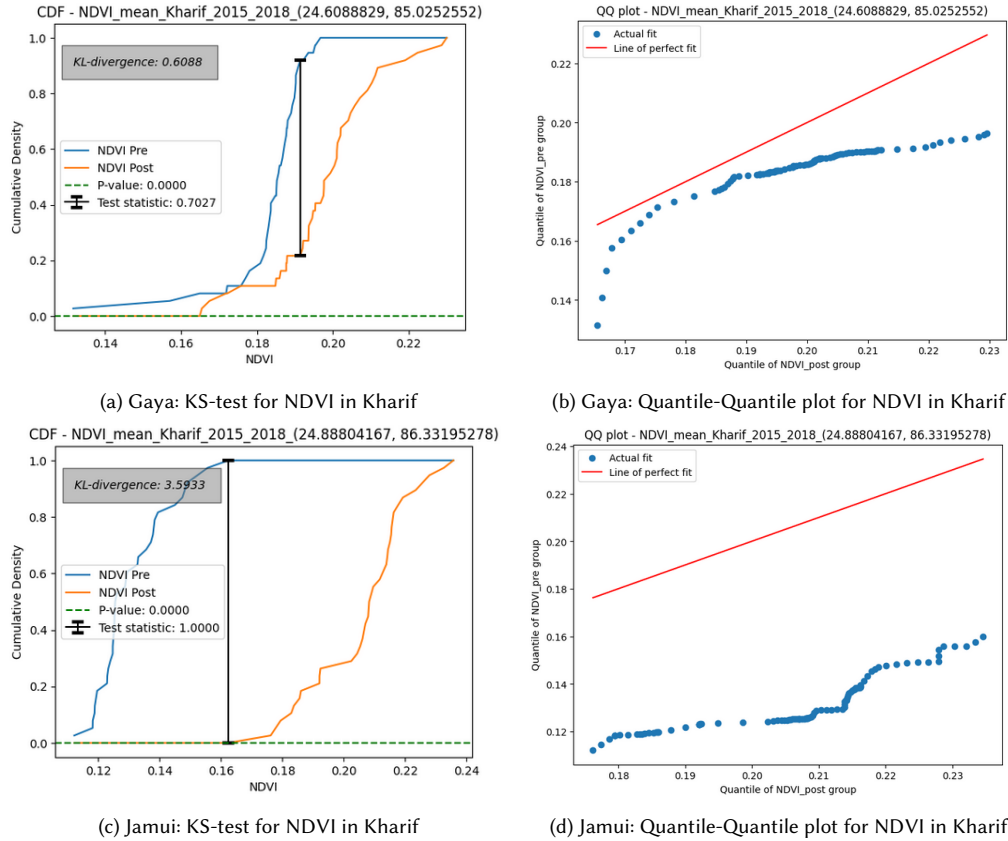 CDF - NDVI_mean_Kharif_2015_2018_(24.6088829, 85.0252552)
KL-divergence: 0.6088
NDVI Pre
NDVI Post
P-value: 0.0000
Test statistic: 0.7027
Cumulative Density
1.0
0.8
0.6
0.4
0.2
0.0
0.14
0.16
0.18
0.20
0.22
NDVI
(a) Gaya: KS-test for NDVI in Kharif
QQ plot - NDVI_mean_Kharif_2015_2018_(24.6088829, 85.0252552)
Actual fit
Line of perfect fit
Quantile of NDVI_pre group
0.22
0.20
0.18
0.16
0.14
0.17
0.18
0.19
0.20
0.21
0.22
0.23
Quantile of NDVI_post group
(b) Gaya: Quantile-Quantile plot for NDVI in Kharif
CDF - NDVI_mean_Kharif_2015_2018_(24.88804167, 86.33195278)
KL-divergence: 3.5933
NDVI Pre
NDVI Post
P-value: 0.0000
Test statistic: 1.0000
Cumulative Density
1.0
0.8
0.6
0.4
0.2
0.0
0.12
0.14
0.16
0.18
0.20
0.22
0.24
NDVI
(c) Jamui: KS-test for NDVI in Kharif
QQ plot - NDVI_mean_Kharif_2015_2018_(24.88804167, 86.33195278)
Actual fit
Line of perfect fit
Quantile of NDVI_pre group
0.22
0.20
0.18
0.16
0.14
0.12
0.18
0.19
0.20
0.21
0.22
0.23
Quantile of NDVI_post group
(d) Jamui: Quantile-Quantile plot for NDVI in Kharif